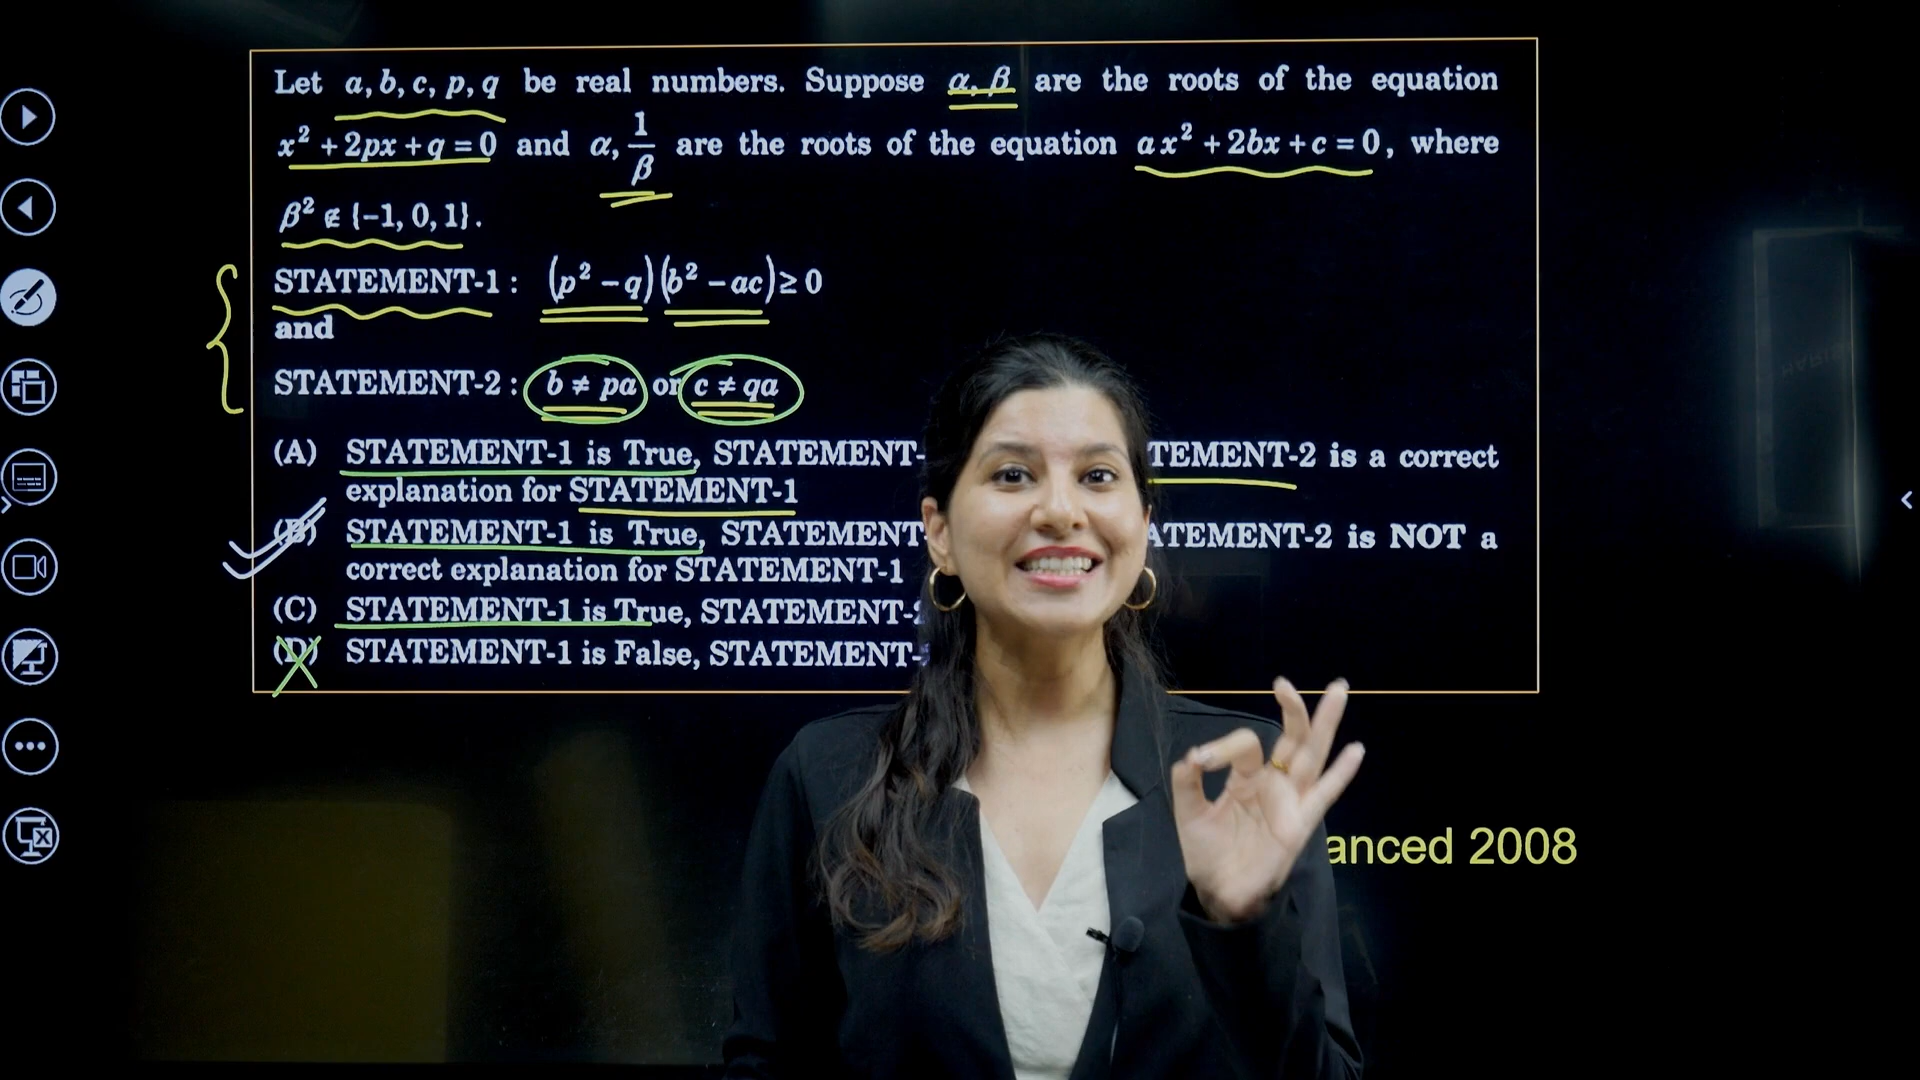 Let a, b, c, p, q be real numbers. Suppose α, β are the roots of the equation
x² + 2px + q = 0 and α, 1/β are the roots of the equation ax² + 2bx + c = 0, where
β² ∉ {-1, 0, 1}.
STATEMENT-1 : (p² − q)(b² − ac) ≥ 0
and
STATEMENT-2 : b ≠ pa or c ≠ qa
(A) STATEMENT-1 is True, STATEMENT- TEMENT-2 is a correct
explanation for STATEMENT-1
(B) STATEMENT-1 is True, STATEMENT ATEMENT-2 is NOT a
correct explanation for STATEMENT-1
(C) STATEMENT-1 is True, STATEMENT-2
(D) STATEMENT-1 is False, STATEMENT-
anced 2008